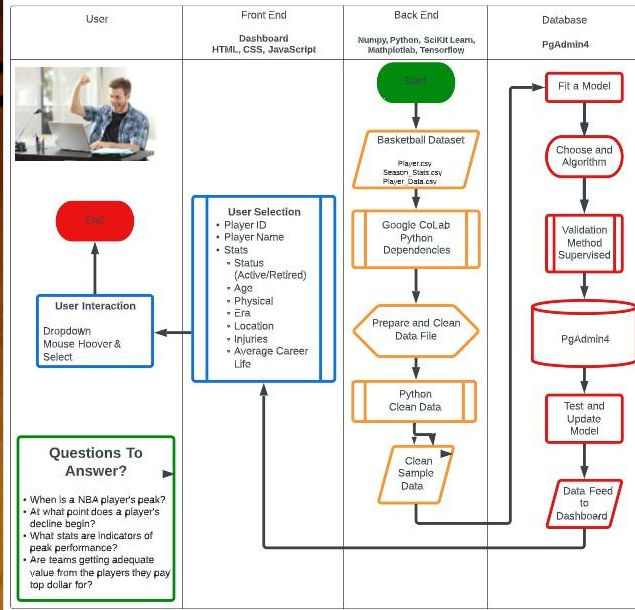 User
Front End
Dashboard
HTML, CSS, JavaScript
Back End
Numpy, Python, SciKit Learn,
Mathplotlab, Tensorflow
Database
PgAdmin4
Start
Basketball Dataset
Player.csv
Season_Stats.csv
Player_Data.csv
Google CoLab
Python
Dependencies
Prepare and Clean
Data File
Python
Clean Data
Clean
Sample
Data
Fit a Model
Choose and
Algorithm
Validation
Method
Supervised
PgAdmin4
Test and
Update
Model
Data Feed
to
Dashboard
User Selection
• Player ID
• Player Name
• Stats
• Status
(Active/Retired)
• Age
• Physical
• Era
• Location
• Injuries
• Average Career
Life
User Interaction
Dropdown
Mouse Hoover &
Select
End
Questions To
Answer?
• When is a NBA player's peak?
• At what point does a player's
decline begin?
• What stats are indicators of
peak performance?
• Are teams getting adequate
value from the players they pay
top dollar for?